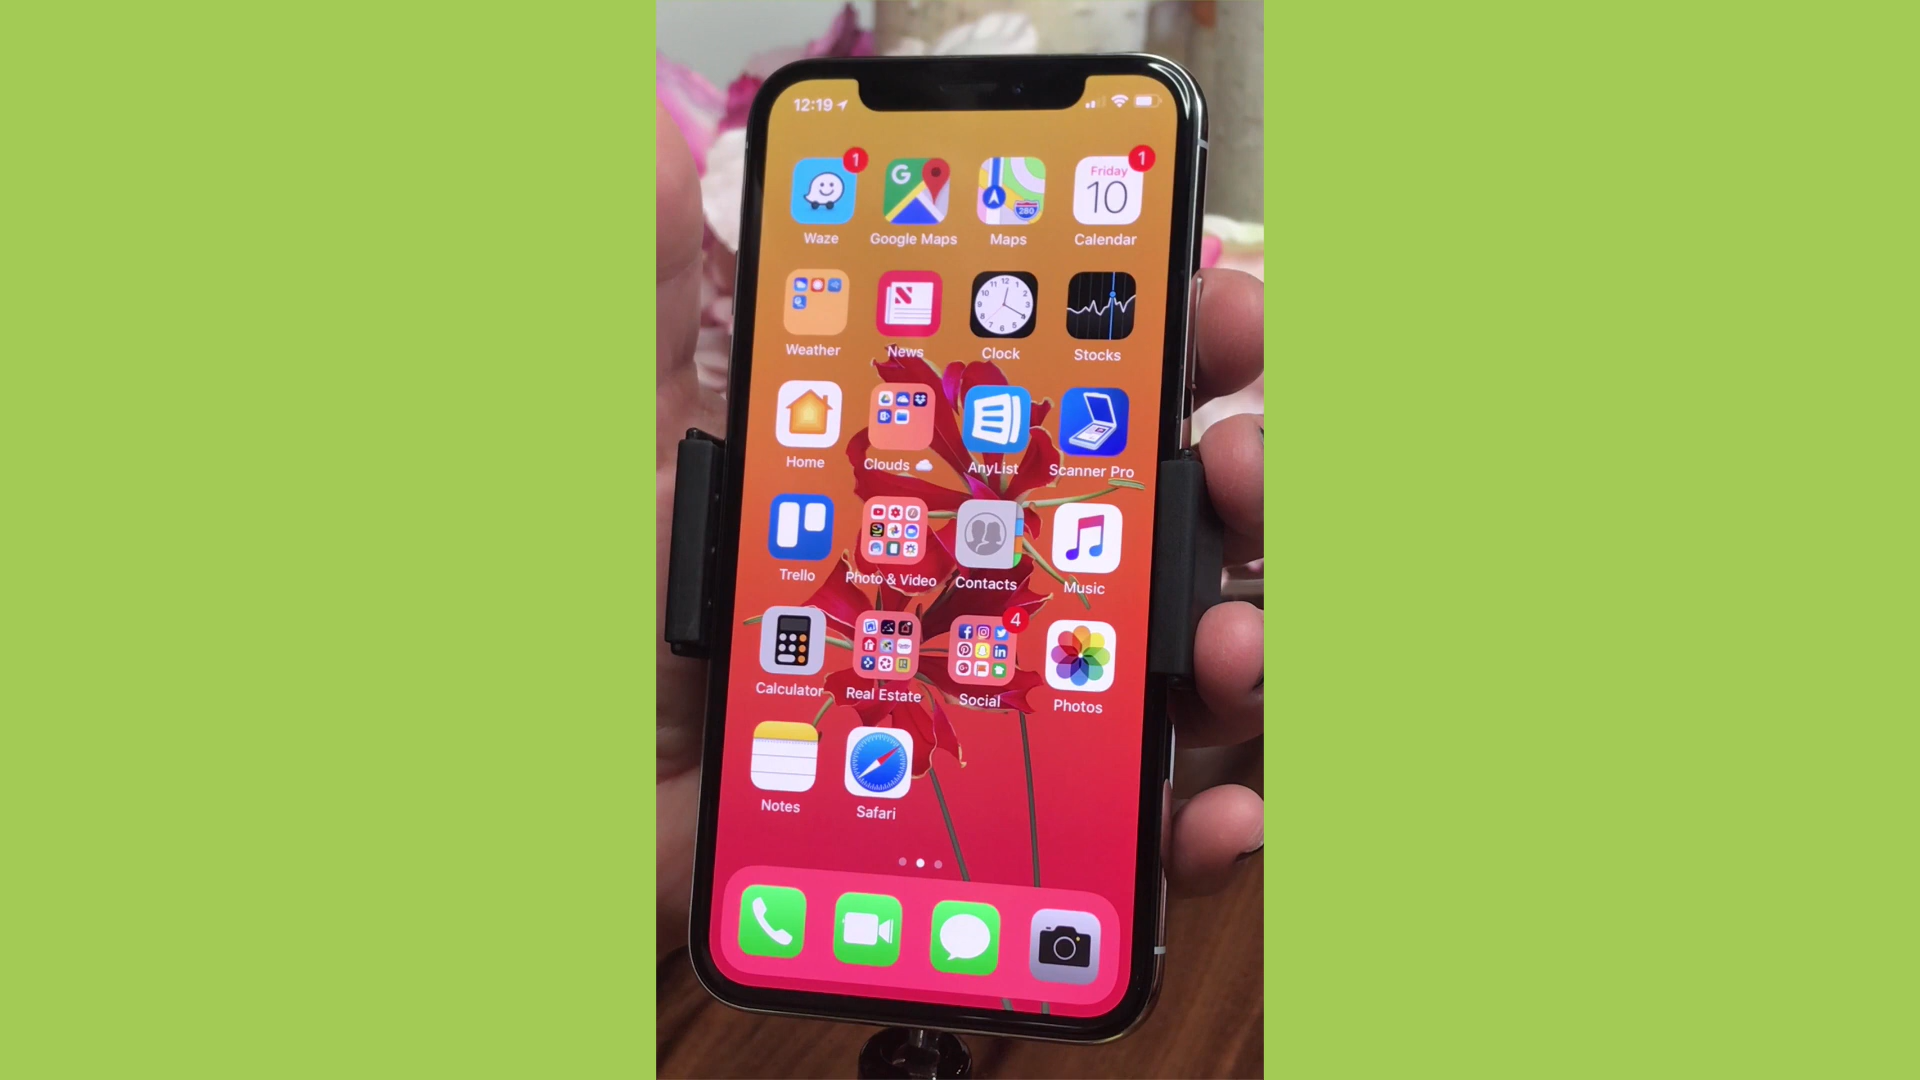 12:19
1
1
G
Friday
10
280
Waze
Google Maps
Maps
Calendar
Weather
News
Clock
Stocks
Home
Clouds
AnyList
Scanner Pro
Trello
Photo & Video
Contacts
Music
4
Calculator
Real Estate
Social
Photos
Notes
Safari